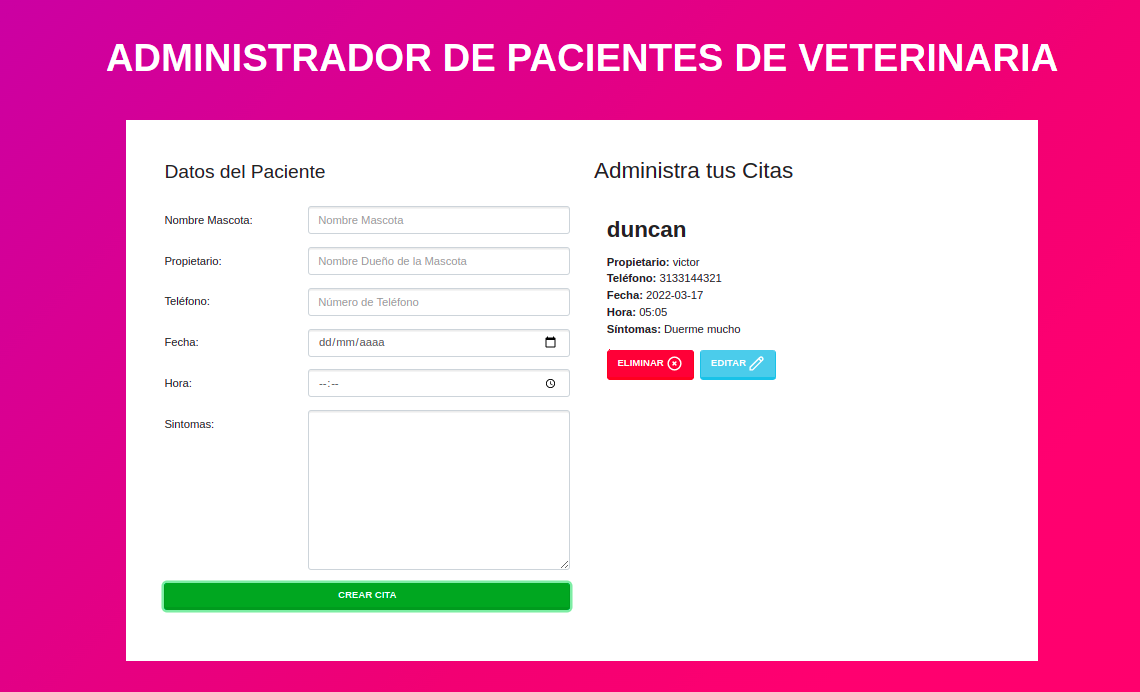 ADMINISTRADOR DE PACIENTES DE VETERINARIA
Datos del Paciente
Nombre Mascota:
Nombre Mascota
Propietario:
Nombre Dueño de la Mascota
Teléfono:
Número de Teléfono
Fecha:
dd/mm/aaaa
Hora:
--:--
Sintomas:
CREAR CITA
Administra tus Citas
duncan
Propietario: victor
Teléfono: 3133144321
Fecha: 2022-03-17
Hora: 05:05
Síntomas: Duerme mucho
ELIMINAR
EDITAR